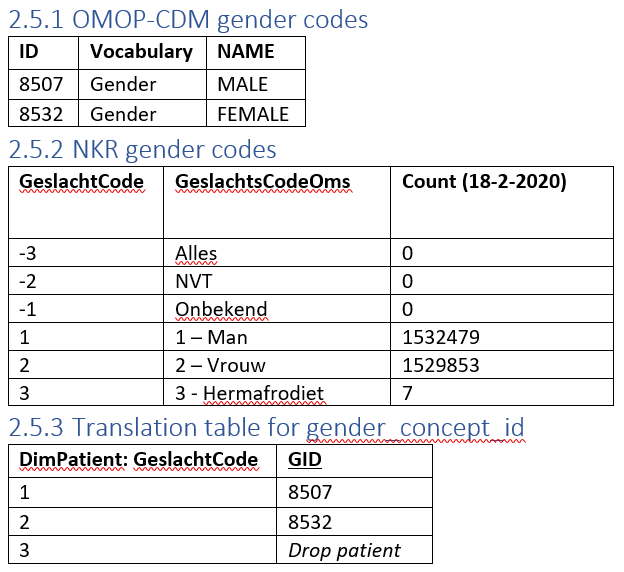 2.5.1 OMOP-CDM gender codes
ID Vocabulary NAME
8507 Gender MALE
8532 Gender FEMALE
2.5.2 NKR gender codes
GeslachtCode GeslachtsCodeOms Count (18-2-2020)
-3 Alles 0
-2 NVT 0
-1 Onbekend 0
1 1 – Man 1532479
2 2 – Vrouw 1529853
3 3 - Hermafrodiet 7
2.5.3 Translation table for gender_concept_id
DimPatient: GeslachtCode GID
1 8507
2 8532
3 Drop patient